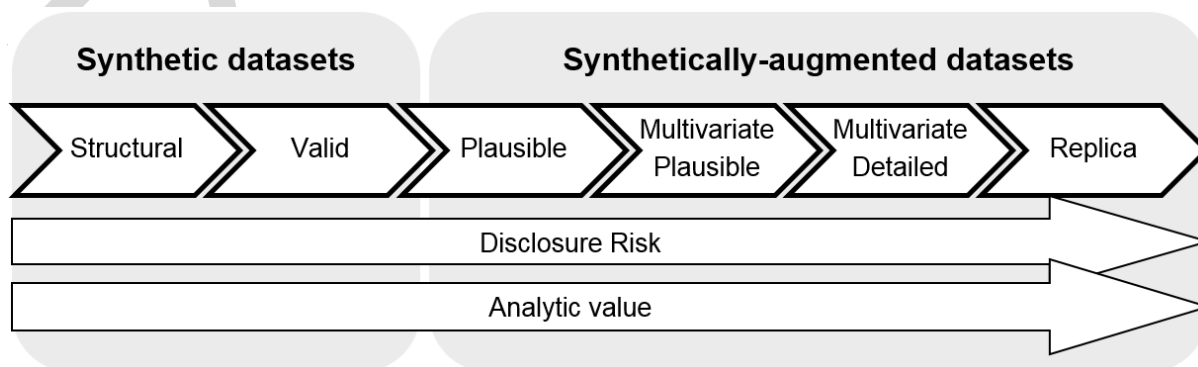 Synthetic datasets
Synthetically-augmented datasets
Structural
Valid
Plausible
Multivariate
Plausible
Multivariate
Detailed
Replica
Disclosure Risk
Analytic value